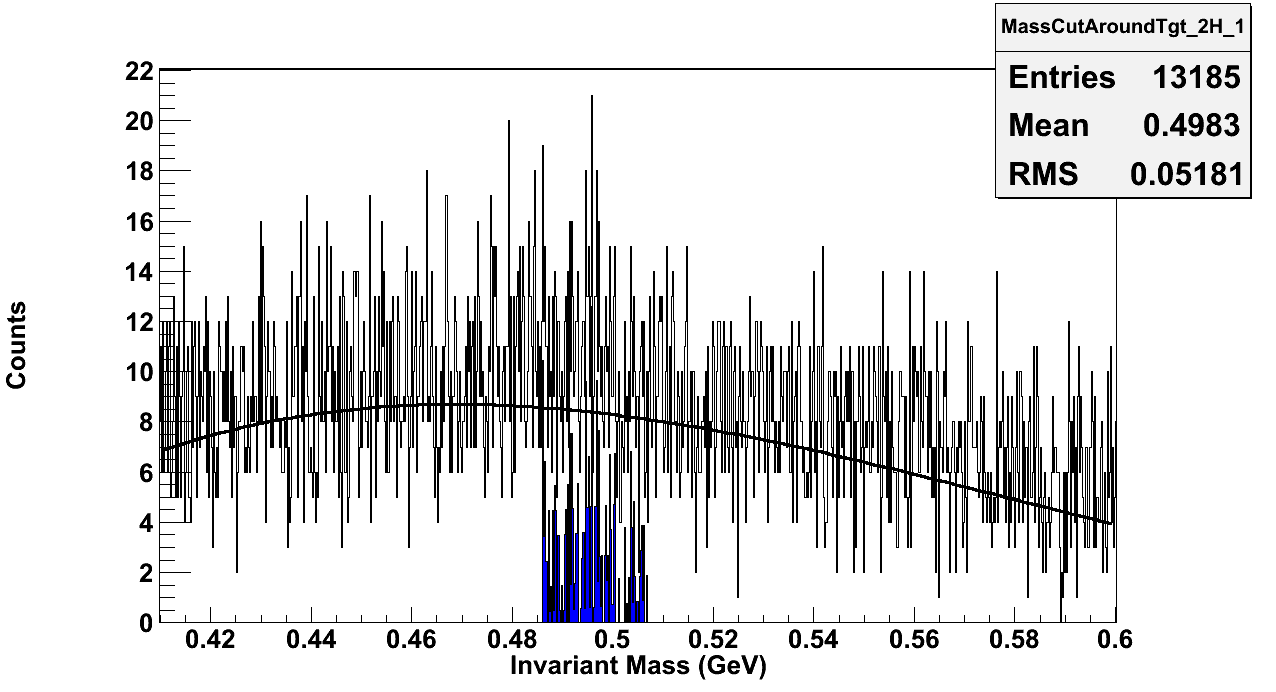 MassCutAroundTgt_2H_1
Entries 13185
Mean 0.4983
RMS 0.05181
22
20
18
16
14
12
10
8
6
4
2
0
Counts
0.42 0.44 0.46 0.48 0.5 0.52 0.54 0.56 0.58 0.6
Invariant Mass (GeV)